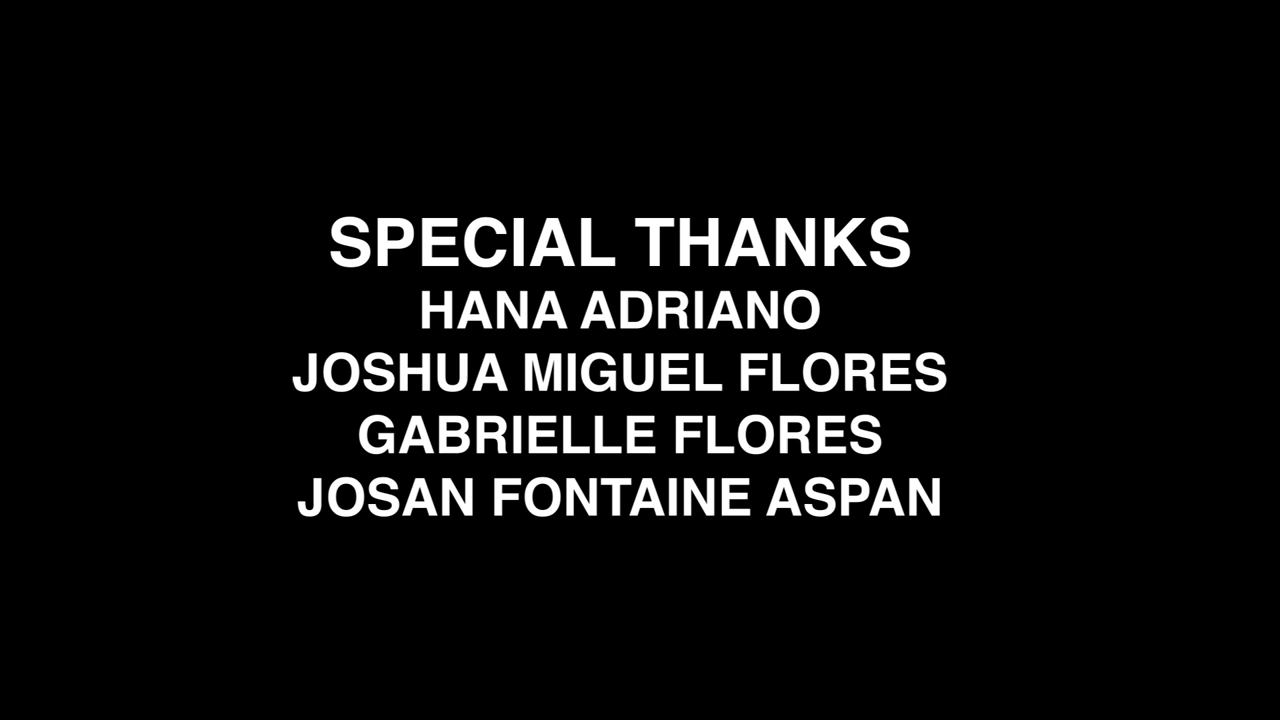 SPECIAL THANKS
HANA ADRIANO
JOSHUA MIGUEL FLORES
GABRIELLE FLORES
JOSAN FONTAINE ASPAN